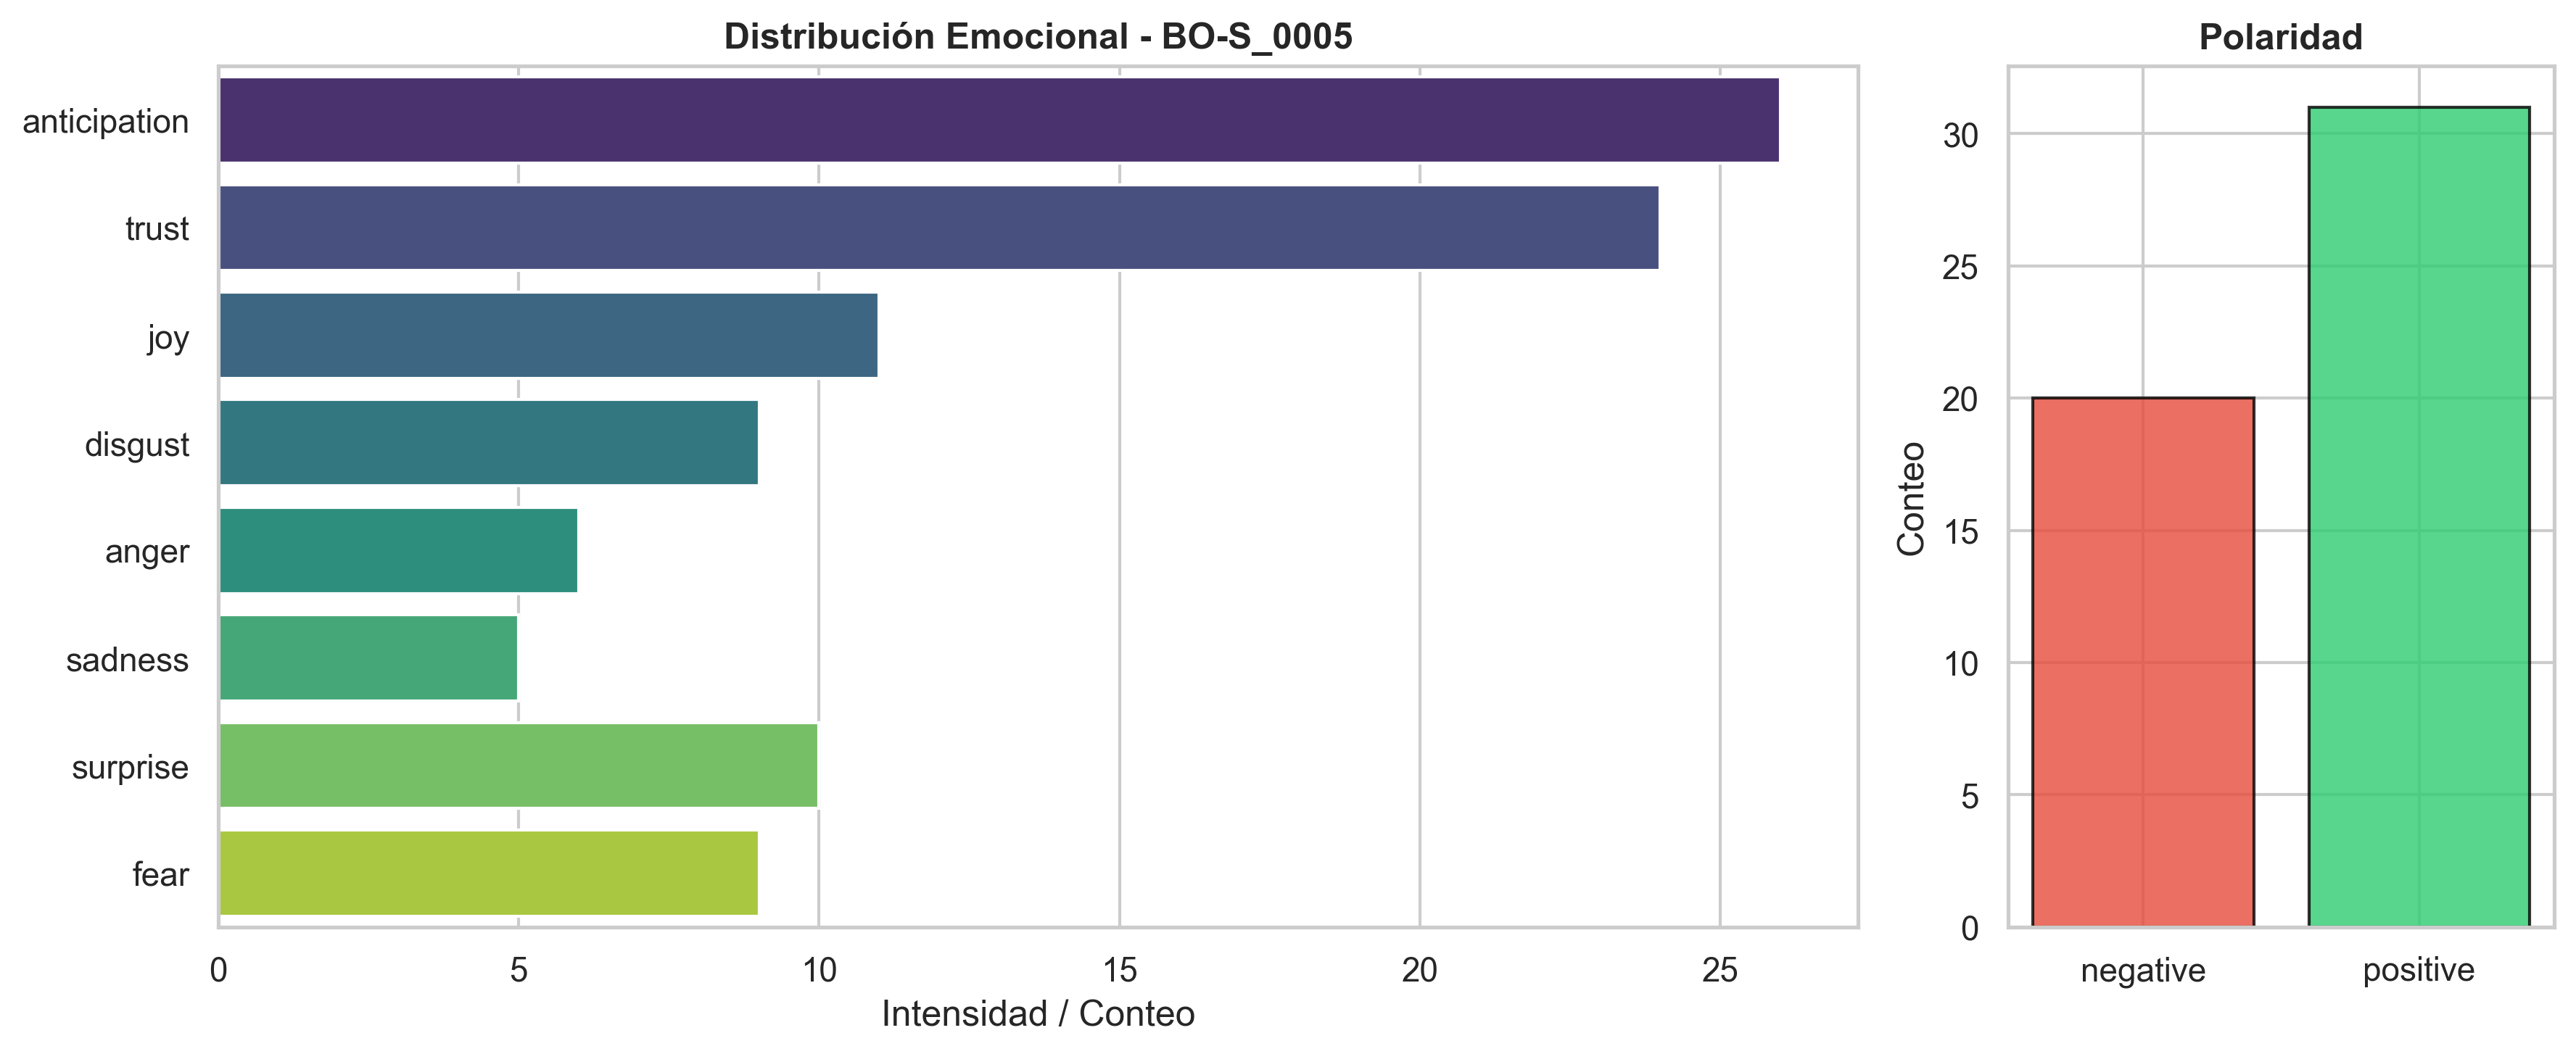 Distribución Emocional - BO-S_0005
anticipation
trust
joy
disgust
anger
sadness
surprise
fear
0 5 10 15 20 25
Intensidad / Conteo
Polaridad
Conteo
30
25
20
15
10
5
0
negative positive